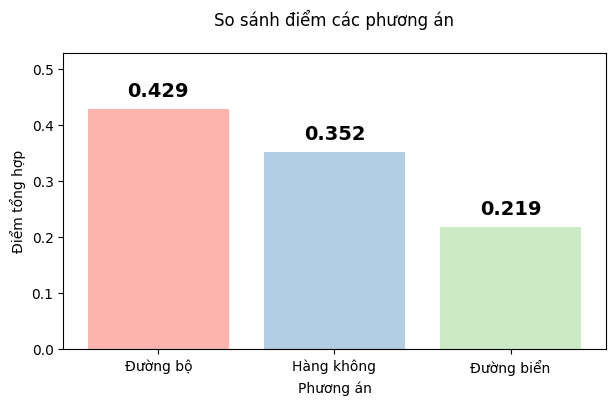 So sánh điểm các phương án
Điểm tổng hợp
0.5
0.4
0.3
0.2
0.1
0.0
0.429
0.352
0.219
Đường bộ
Hàng không
Đường biển
Phương án